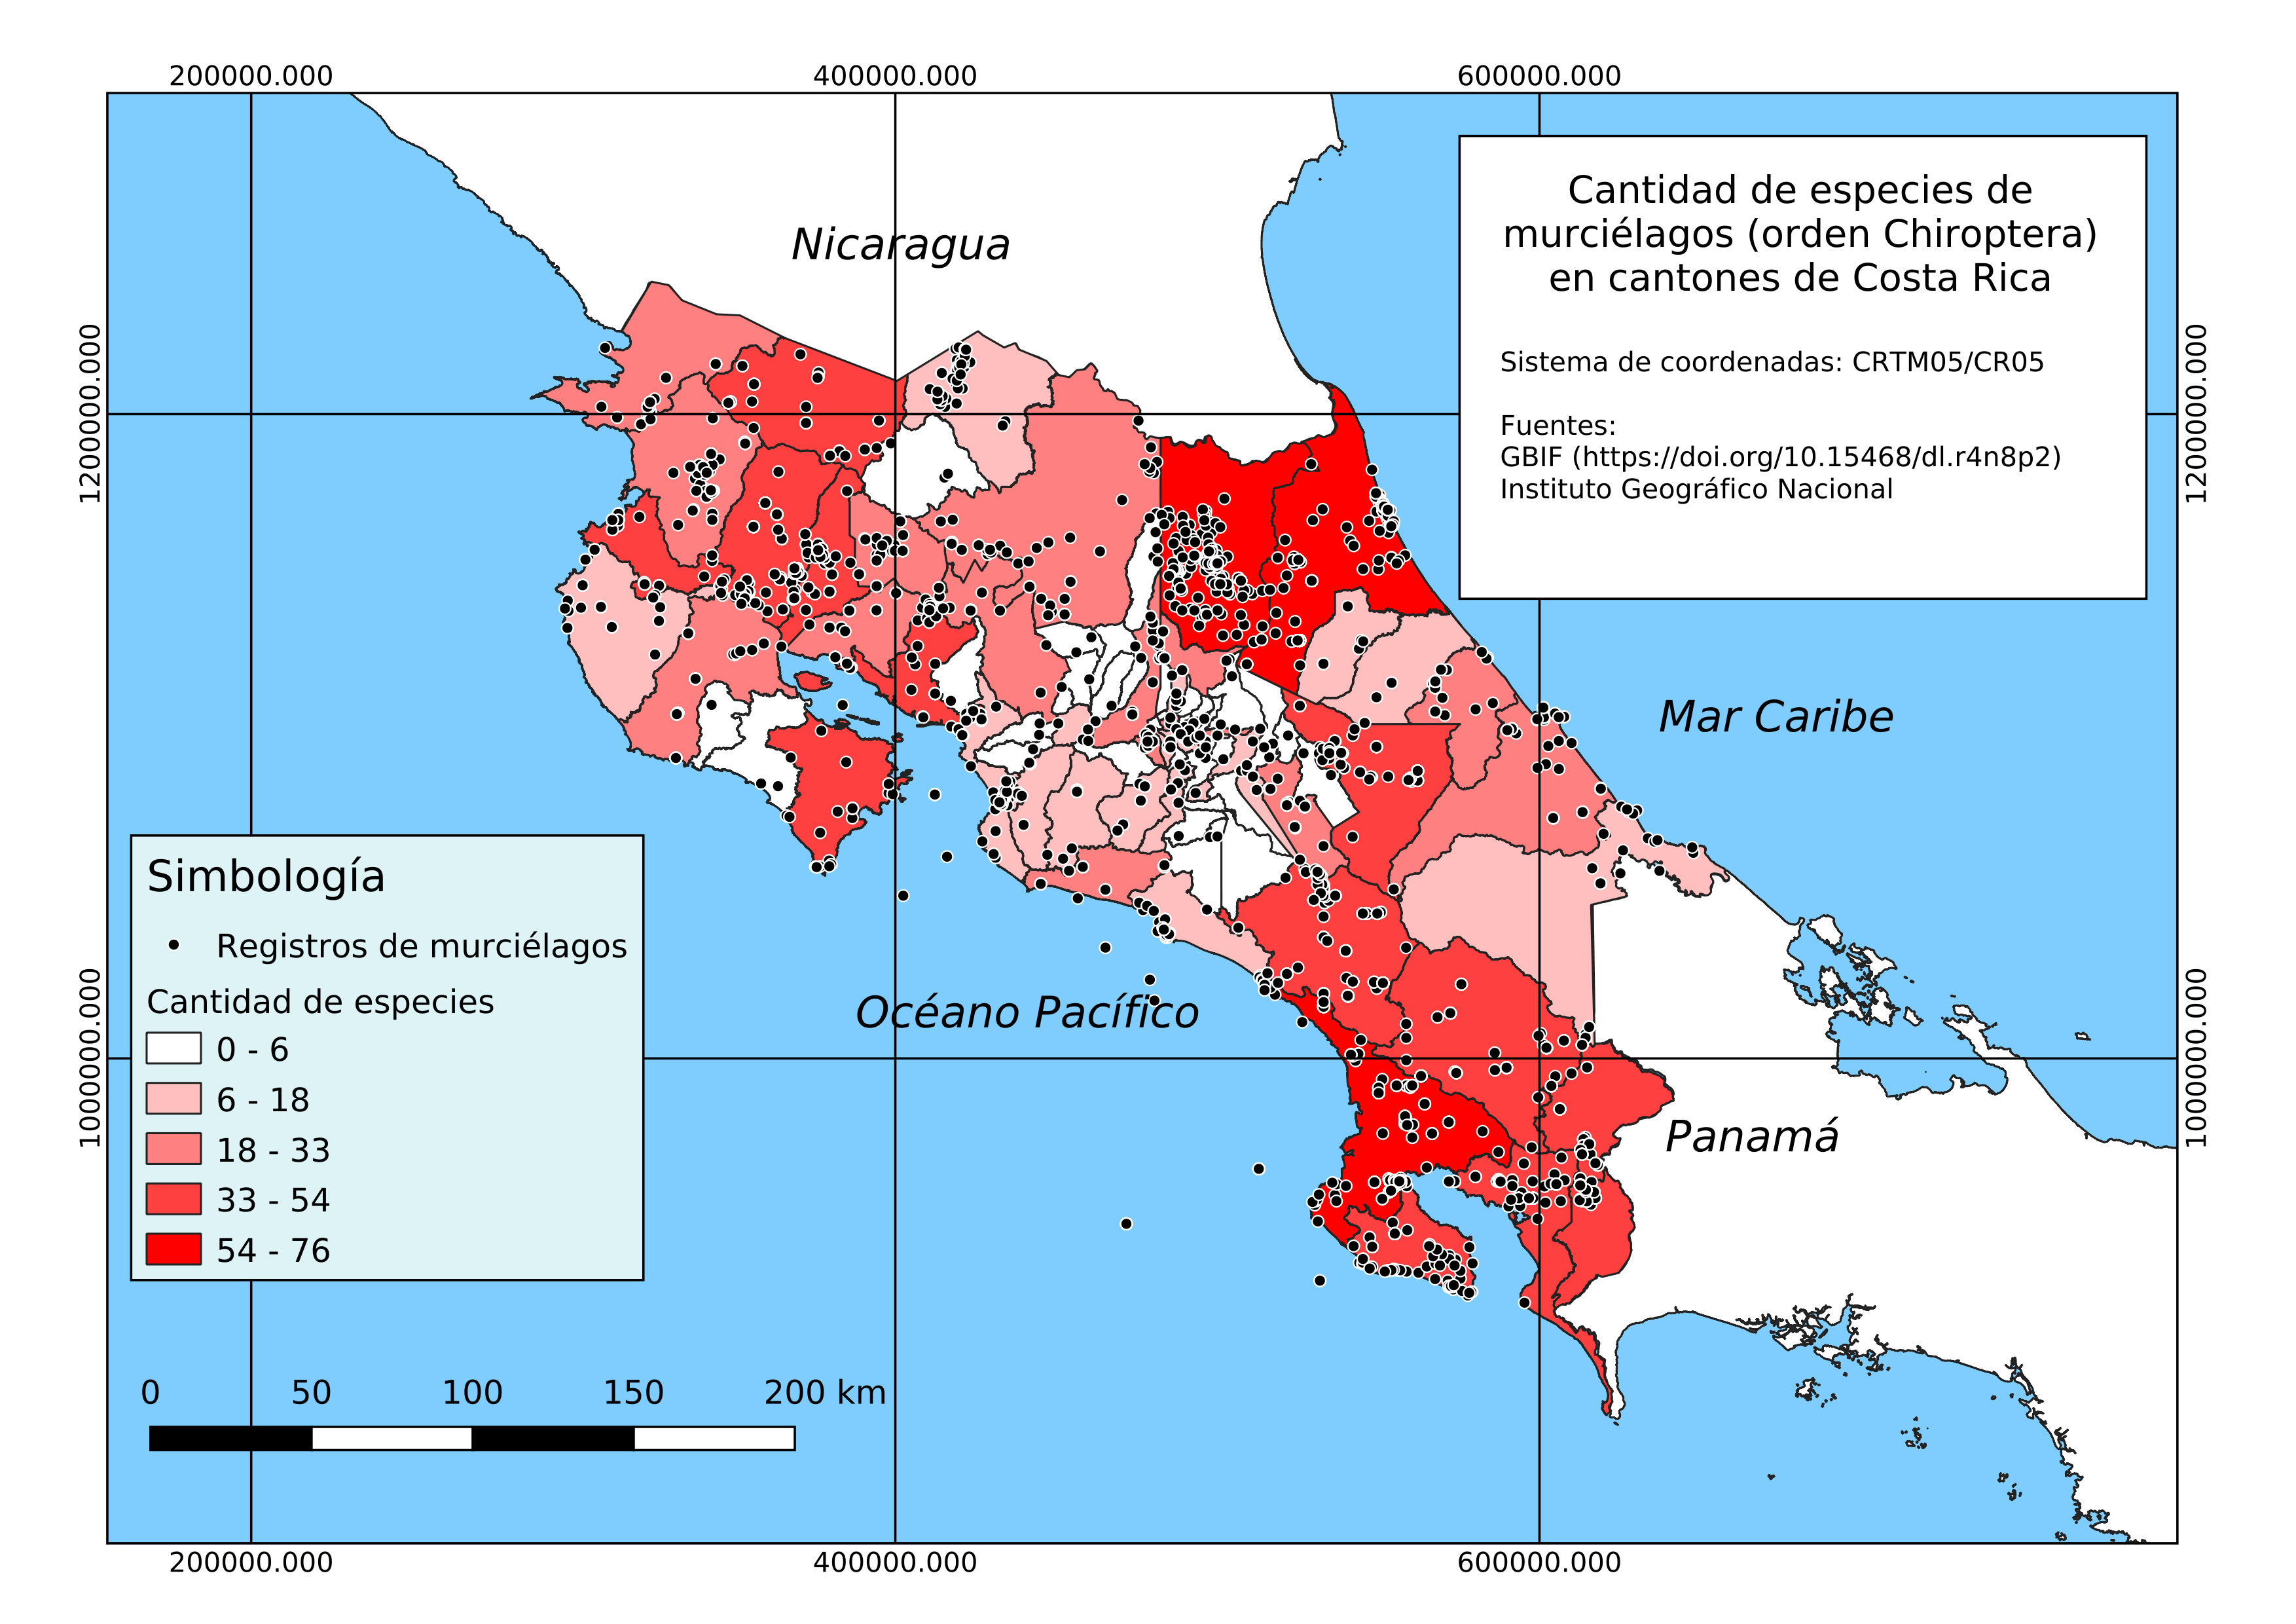 200000.000
400000.000
600000.000
Nicaragua
Cantidad de especies de
murciélagos (orden Chiroptera)
en cantones de Costa Rica
Sistema de coordenadas: CRTM05/CR05
Fuentes:
GBIF (https://doi.org/10.15468/dl.r4n8p2)
Instituto Geográfico Nacional
1200000.000
1200000.000
Mar Caribe
Océano Pacífico
Panamá
1000000.000
1000000.000
Simbología
Registros de murciélagos
Cantidad de especies
0 - 6
6 - 18
18 - 33
33 - 54
54 - 76
0 50 100 150 200 km
200000.000
400000.000
600000.000